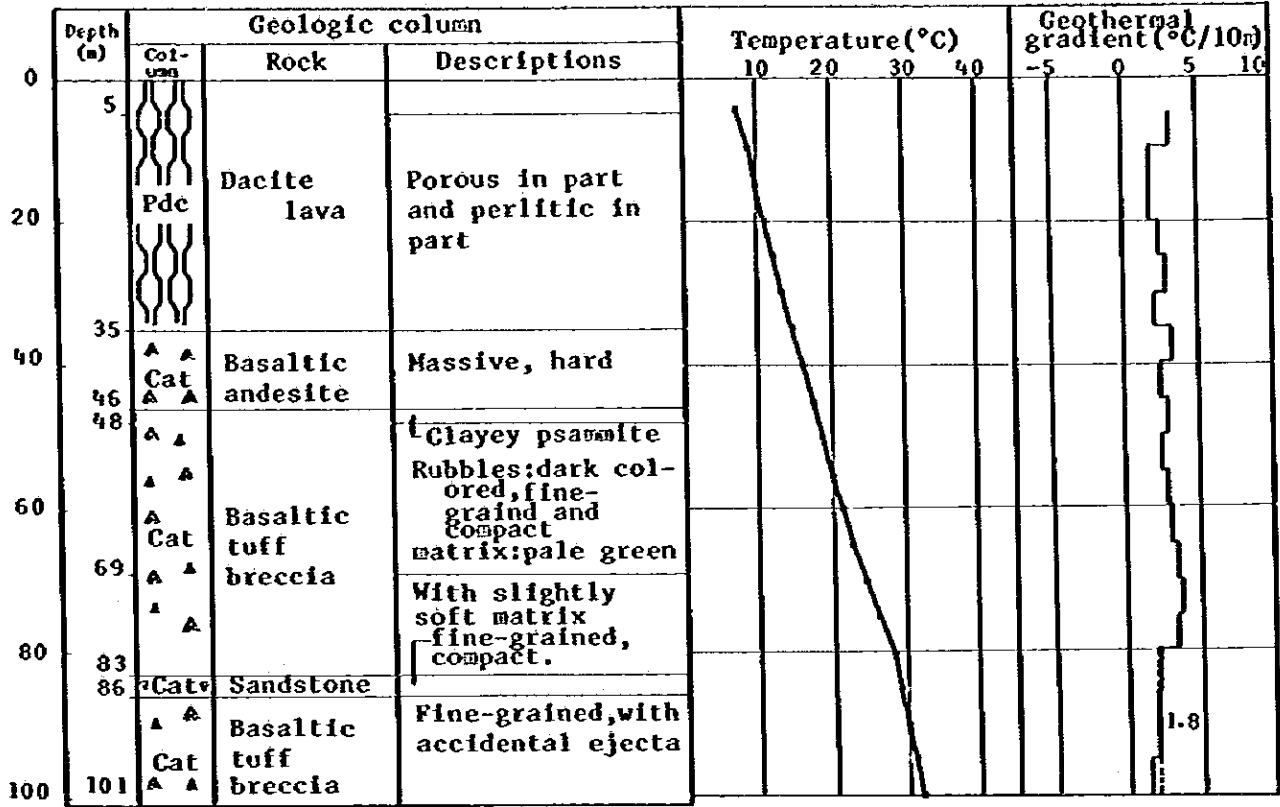 Depth (m)
Geologic column
Col-umn
Rock
Descriptions
Temperature(°C)
10 20 30 40
Geothermal
gradient(°C/10m)
-5 0 5 10
0
5
Pdc
Dacite
lava
Porous in part
and perlitic in
part
20
35
40
Cat
46
Basaltic
andesite
Massive, hard
48
Clayey psammite
Rubbles:dark col-
ored,fine-
graind and
compact
matrix:pale green
60
Cat
69
Basaltic
tuff
breccia
With slightly
soft matrix
fine-grained,
compact.
80
83
86
Cat
Sandstone
Cat
Basaltic
tuff
breccia
Fine-grained,with
accidental ejecta
1.8
100
101